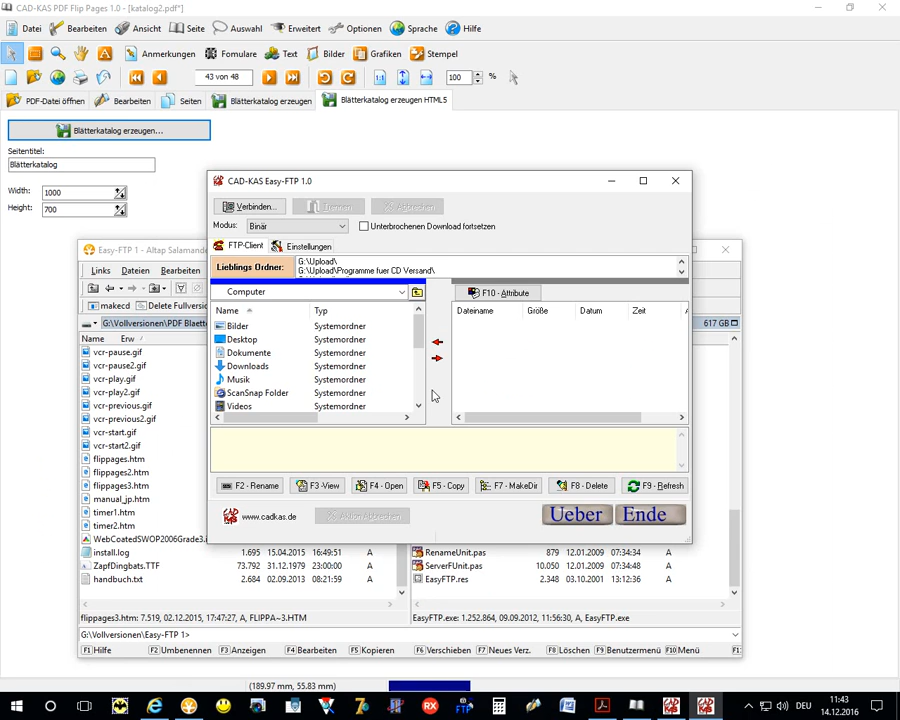 CAD-KAS PDF Flip Pages 1.0 - [katalog2.pdf*]
Datei Bearbeiten Ansicht Seite Auswahl Erweitert Optionen Sprache Hilfe
Anmerkungen Fomulare Text Bilder Grafiken Stempel
43 von 48 1:1 100 %
PDF-Datei öffnen Bearbeiten Seiten Blätterkatalog erzeugen Blätterkatalog erzeugen HTML5
Blätterkatalog erzeugen...
Seitentitel:
Blätterkatalog
Width: 1000
Height: 700
CAD-KAS Easy-FTP 1.0
Verbinden... Trennen Abbrechen
Modus: Binär Unterbrochenen Download fortsetzen
FTP-Client Einstellungen
Lieblings Ordner: G:\Upload\
G:\Upload\Programme fuer CD Versand\
Computer F10 - Attribute
Name Typ Dateiname Größe Datum Zeit A
Bilder Systemordner
Desktop Systemordner
Dokumente Systemordner
Downloads Systemordner
Musik Systemordner
ScanSnap Folder Systemordner
Videos Systemordner
F2 - Rename F3 -View F4 - Open F5 - Copy F7 - MakeDir F8 - Delete F9 - Refresh
www.cadkas.de Aktion Abbrechen Ueber Ende
Easy-FTP 1 - Altap Salamande
Links Dateien Bearbeiten
makecd Delete Fullversio
G:\Vollversionen\PDF Blaette 617 GB
Name Erw
vcr-pause.gif
vcr-pause2.gif
vcr-play.gif
vcr-play2.gif
vcr-previous.gif
vcr-previous2.gif
vcr-start.gif
vcr-start2.gif
flippages2.htm
flippages3.htm
manual_jp.htm
timer1.htm
timer2.htm
WebCoatedSWOP2006Grade3.i
install.log 1.695 15.04.2015 16:49:51 A
ZapfDingbats.TTF 73.792 31.12.1979 23:00:00 A
handbuch.txt 2.684 02.09.2013 08:21:59 A
RenameUnit.pas 879 12.01.2009 07:34:34 A
ServerFUnit.pas 10.050 12.01.2009 07:34:48 A
EasyFTP.res 2.348 03.10.2001 13:12:36 A
flippages3.htm: 7.519, 02.12.2015, 17:47:27, A, FLIPPA~3.HTM
EasyFTP.exe: 1.252.864, 09.09.2012, 11:56:30, A, EasyFTP.exe
G:\Vollversionen\Easy-FTP 1>
F1 Hilfe F2 Umbenennen F3 Anzeigen F4 Bearbeiten F5 Kopieren F6 Verschieben F7 Neues Verz. F8 Löschen F9 Benutzermenü F10 Menü F1
(189.97 mm, 55.83 mm)
DEU 11:43
14.12.2016